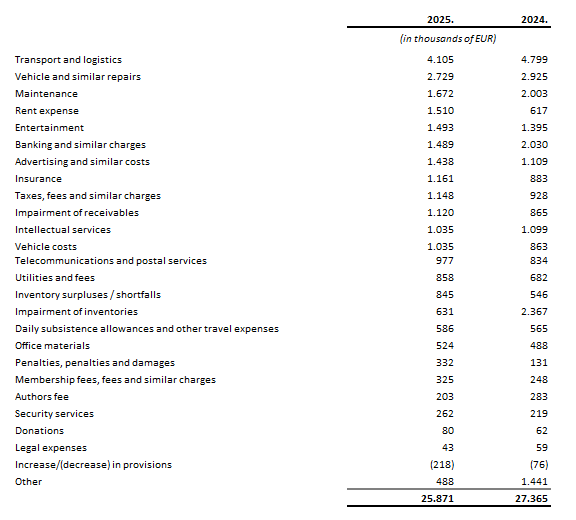 2025. 2024.
(in thousands of EUR)
Transport and logistics 4.105 4.799
Vehicle and similar repairs 2.729 2.925
Maintenance 1.672 2.003
Rent expense 1.510 617
Entertainment 1.493 1.395
Banking and similar charges 1.489 2.030
Advertising and similar costs 1.438 1.109
Insurance 1.161 883
Taxes, fees and similar charges 1.148 928
Impairment of receivables 1.120 865
Intellectual services 1.035 1.099
Vehicle costs 1.035 863
Telecommunications and postal services 977 834
Utilities and fees 858 682
Inventory surpluses / shortfalls 845 546
Impairment of inventories 631 2.367
Daily subsistence allowances and other travel expenses 586 565
Office materials 524 488
Penalties, penalties and damages 332 131
Membership fees, fees and similar charges 325 248
Authors fee 203 283
Security services 262 219
Donations 80 62
Legal expenses 43 59
Increase/(decrease) in provisions (218) (76)
Other 488 1.441
25.871 27.365